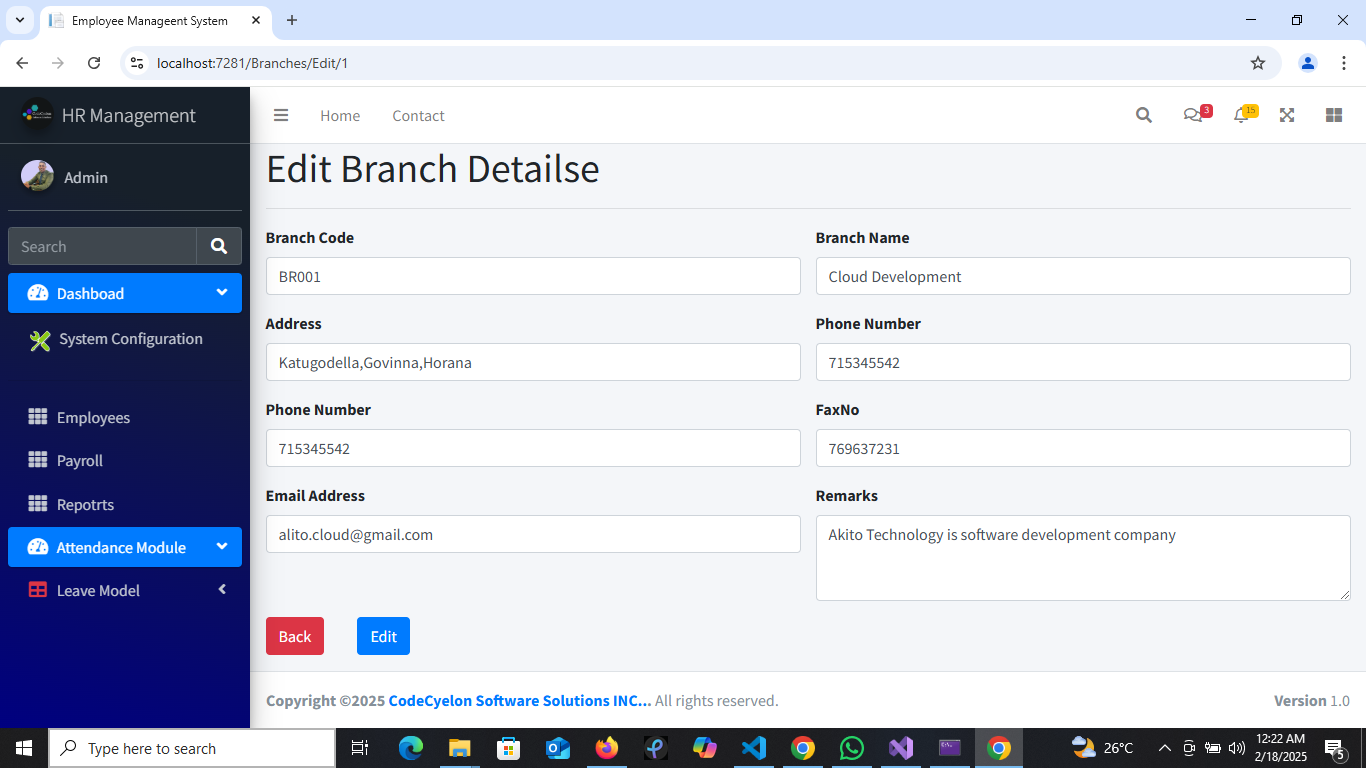 Employee Manageent System
localhost:7281/Branches/Edit/1
HR Management
Home
Contact
3
15
Admin
Search
Dashboad
System Configuration
Employees
Payroll
Repotrts
Attendance Module
Leave Model
Edit Branch Detailse
Branch Code
Branch Name
BR001
Cloud Development
Address
Phone Number
Katugodella,Govinna,Horana
715345542
Phone Number
FaxNo
715345542
769637231
Email Address
Remarks
alito.cloud@gmail.com
Akito Technology is software development company
Back
Edit
Copyright ©2025 CodeCyelon Software Solutions INC... All rights reserved.
Version 1.0
Type here to search
26°C
12:22 AM
2/18/2025
5